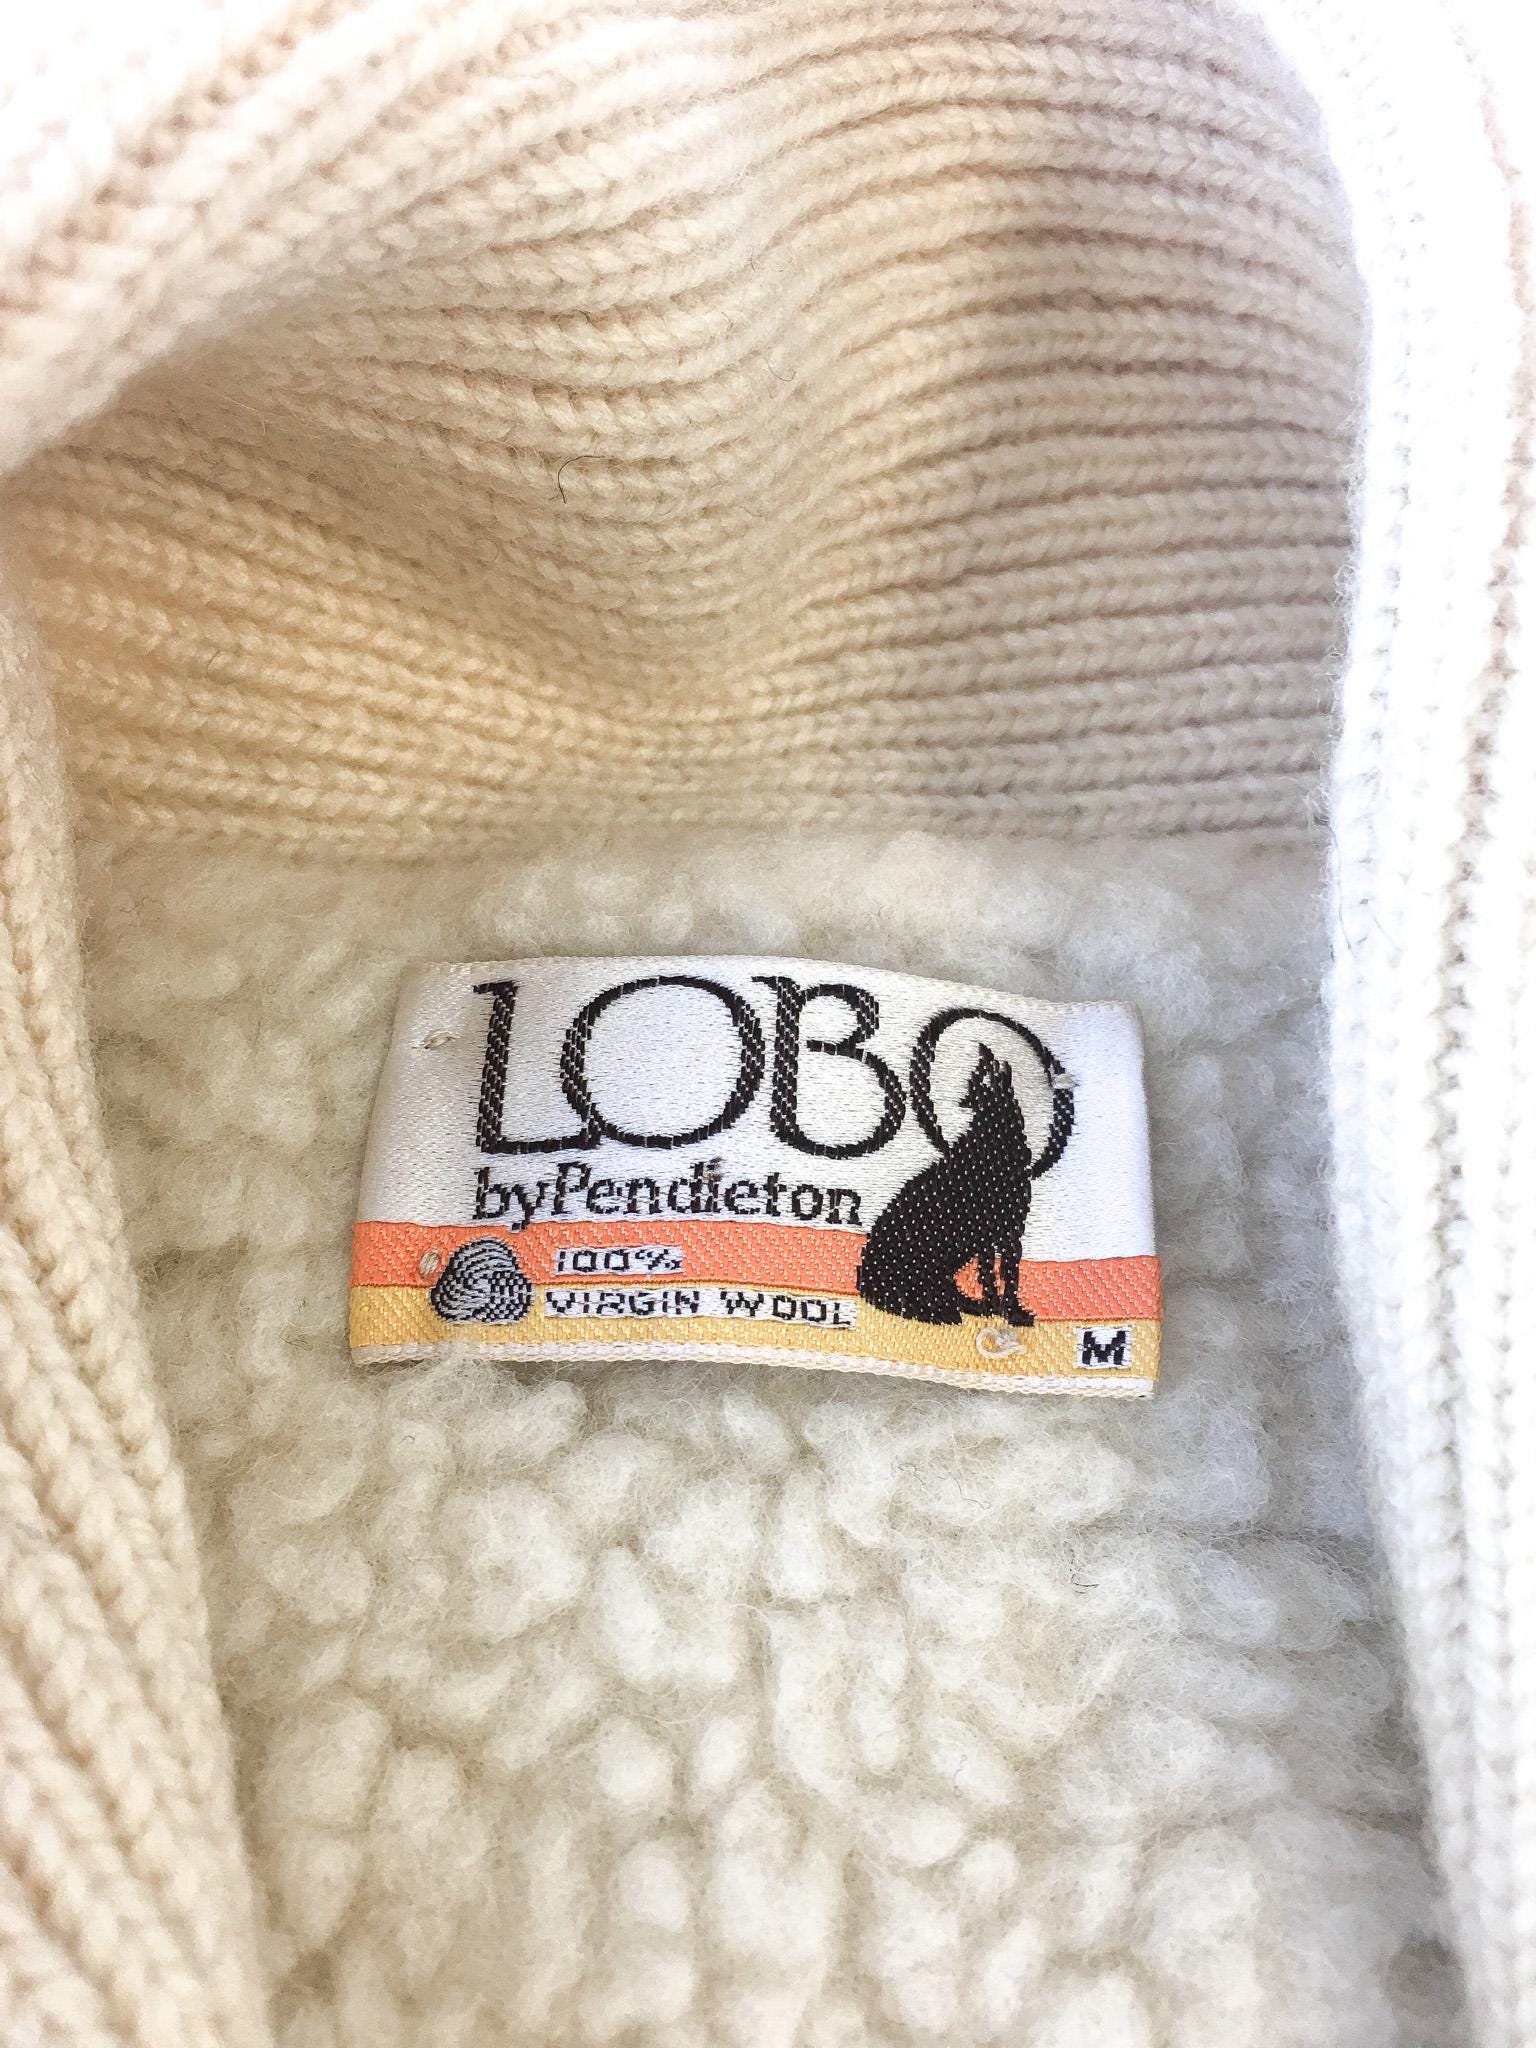 LOBO
byPendleton
100%
VIRGIN WOOL
M